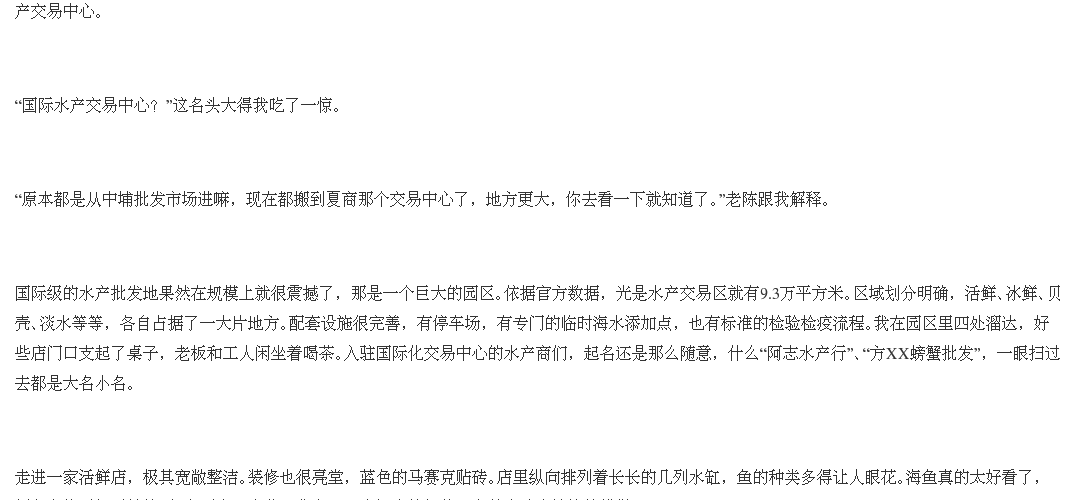 产交易中心。
“国际水产交易中心？”这名头大得我吃了一惊。
“原本都是从中埔批发市场进嘛，现在都搬到夏商那个交易中心了，地方更大，你去看一下就知道了。”老陈跟我解释。
国际级的水产批发地果然在规模上就很震撼了，那是一个巨大的园区。依据官方数据，光是水产交易区就有9.3万平方米。区域划分明确，活鲜、冰鲜、贝
壳、淡水等等，各自占据了一大片地方。配套设施很完善，有停车场，有专门的临时海水添加点，也有标准的检验检疫流程。我在园区里四处溜达，好
些店门口支起了桌子，老板和工人闲坐着喝茶。入驻国际化交易中心的水产商们，起名还是那么随意，什么“阿志水产行”、“方XX螃蟹批发”，一眼扫过
去都是大名小名。
走进一家活鲜店，极其宽敞整洁。装修也很亮堂，蓝色的马赛克贴砖。店里纵向排列着长长的几列水缸，鱼的种类多得让人眼花。海鱼真的太好看了，